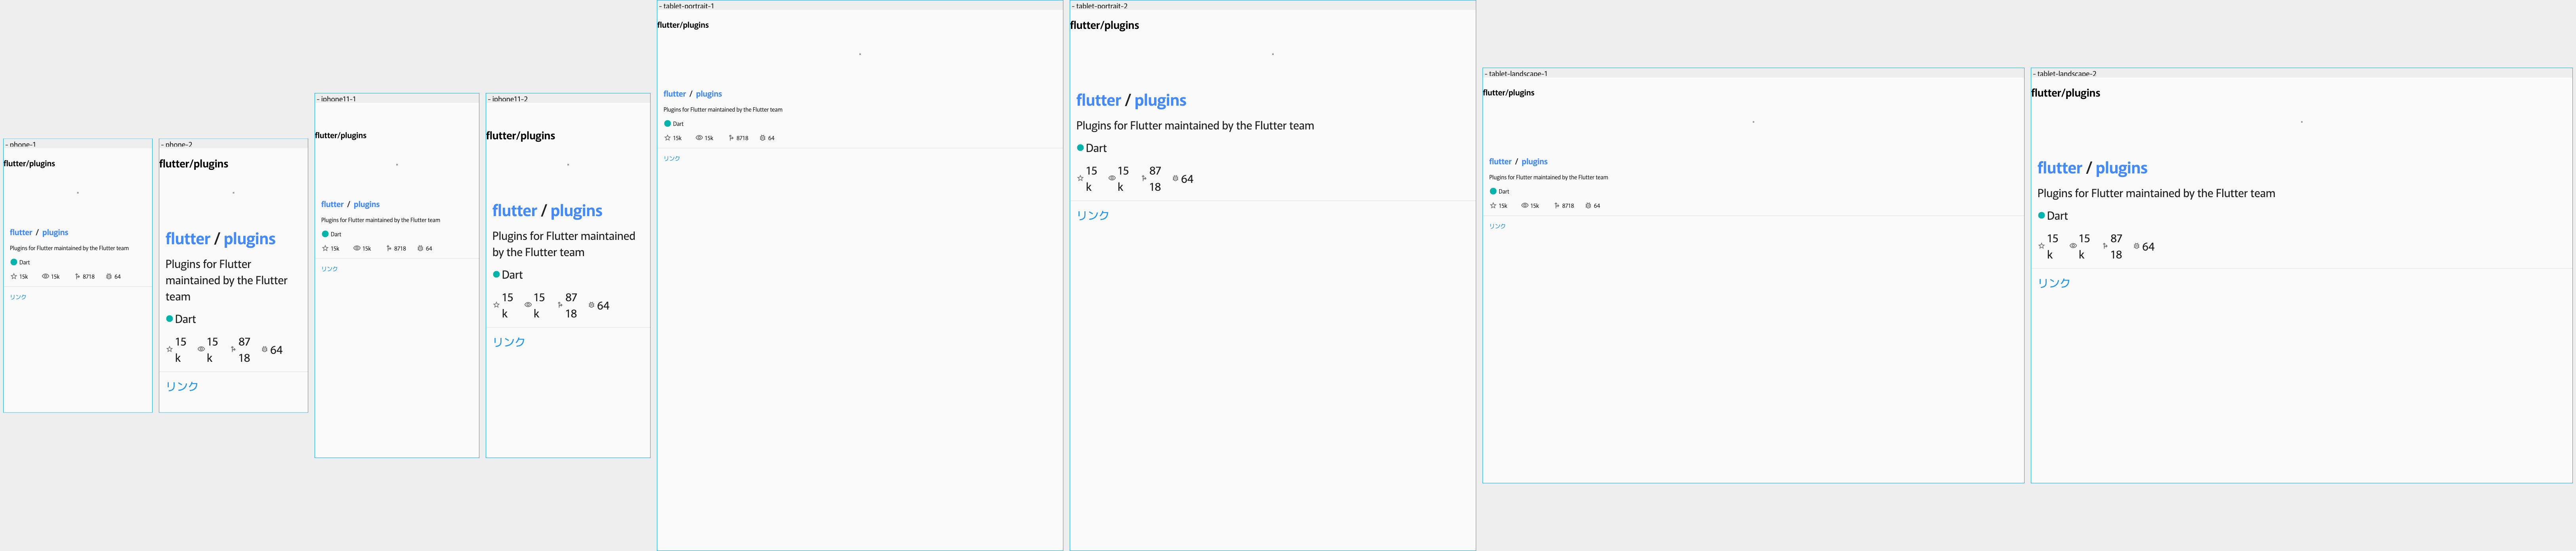 - phone-1
flutter/plugins
flutter / plugins
Plugins for Flutter maintained by the Flutter team
Dart
15k 15k 8718 64
リンク
- phone-2
flutter/plugins
flutter / plugins
Plugins for Flutter
maintained by the Flutter
team
Dart
15 15 87 64
k k 18
リンク
- iphone11-1
flutter/plugins
flutter / plugins
Plugins for Flutter maintained by the Flutter team
Dart
15k 15k 8718 64
リンク
- iphone11-2
flutter/plugins
flutter / plugins
Plugins for Flutter maintained
by the Flutter team
Dart
15 15 87 64
k k 18
リンク
- tablet-portrait-1
flutter/plugins
flutter / plugins
Plugins for Flutter maintained by the Flutter team
Dart
15k 15k 8718 64
リンク
- tablet-portrait-2
flutter/plugins
flutter / plugins
Plugins for Flutter maintained by the Flutter team
Dart
15 15 87 64
k k 18
リンク
- tablet-landscape-1
flutter/plugins
flutter / plugins
Plugins for Flutter maintained by the Flutter team
Dart
15k 15k 8718 64
リンク
- tablet-landscape-2
flutter/plugins
flutter / plugins
Plugins for Flutter maintained by the Flutter team
Dart
15 15 87 64
k k 18
リンク